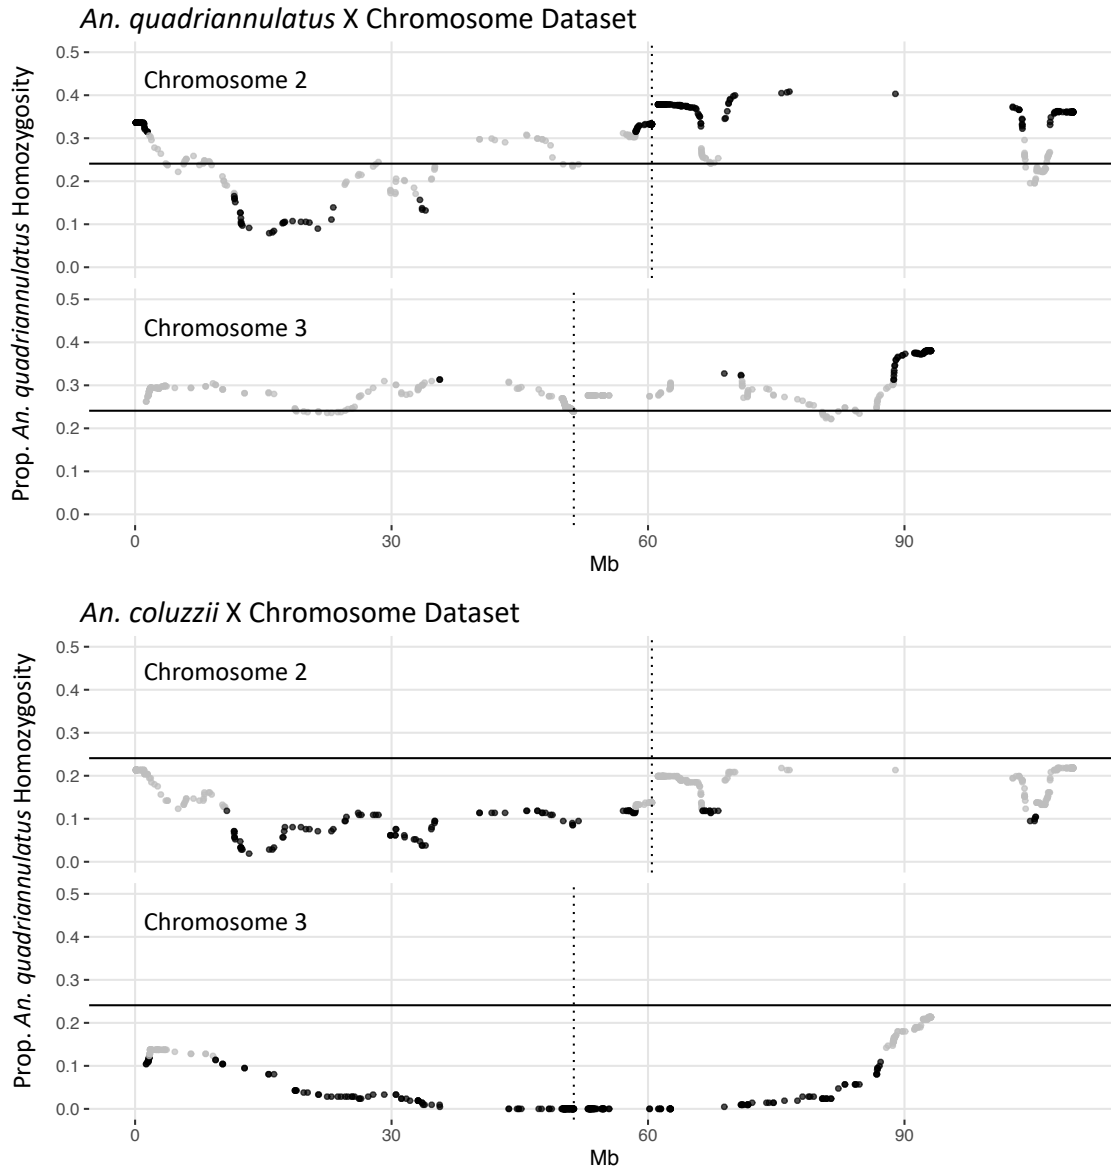 An. quadriannulatus X Chromosome Dataset
Prop. An. quadriannulatus Homozygosity
Chromosome 2
0.5
0.4
0.3
0.2
0.1
0.0
Chromosome 3
0.5
0.4
0.3
0.2
0.1
0.0
0 30 60 90
Mb
An. coluzzii X Chromosome Dataset
Prop. An. quadriannulatus Homozygosity
Chromosome 2
0.5
0.4
0.3
0.2
0.1
0.0
Chromosome 3
0.5
0.4
0.3
0.2
0.1
0.0
0 30 60 90
Mb